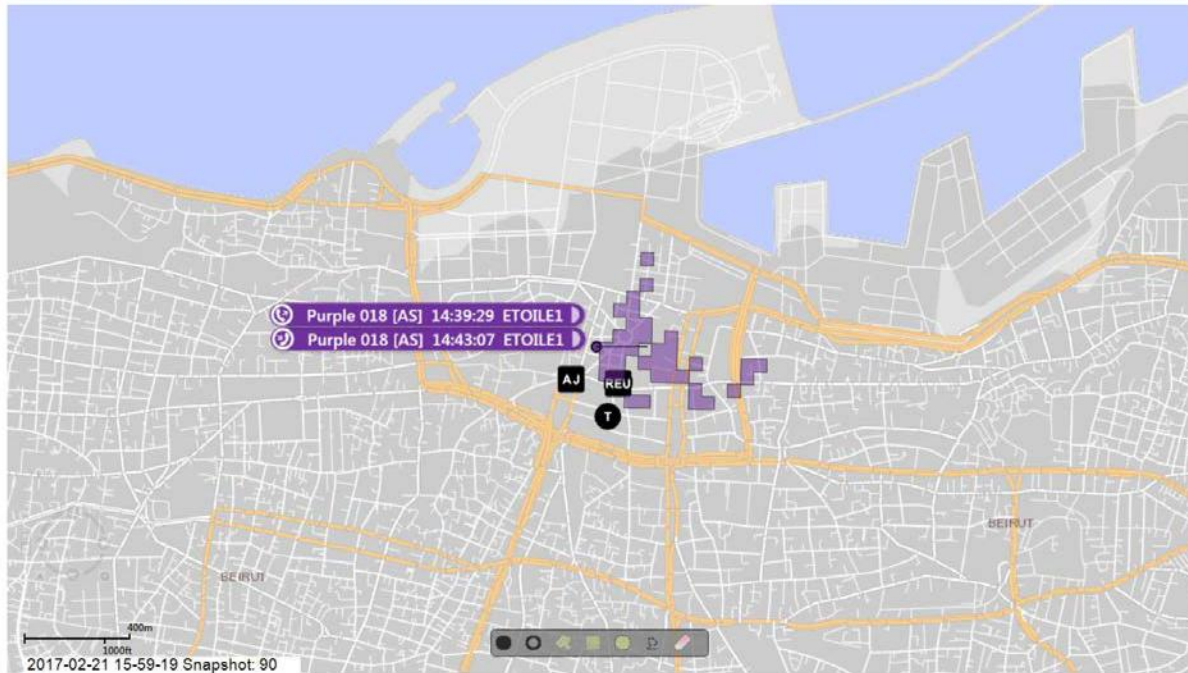 Purple 018 [AS] 14:39:29 ETOILE1
Purple 018 [AS] 14:43:07 ETOILE1
AJ
REU
T
BEIRUT
BEIRUT
400m
1000ft
2017-02-21 15-59-19 Snapshot: 90